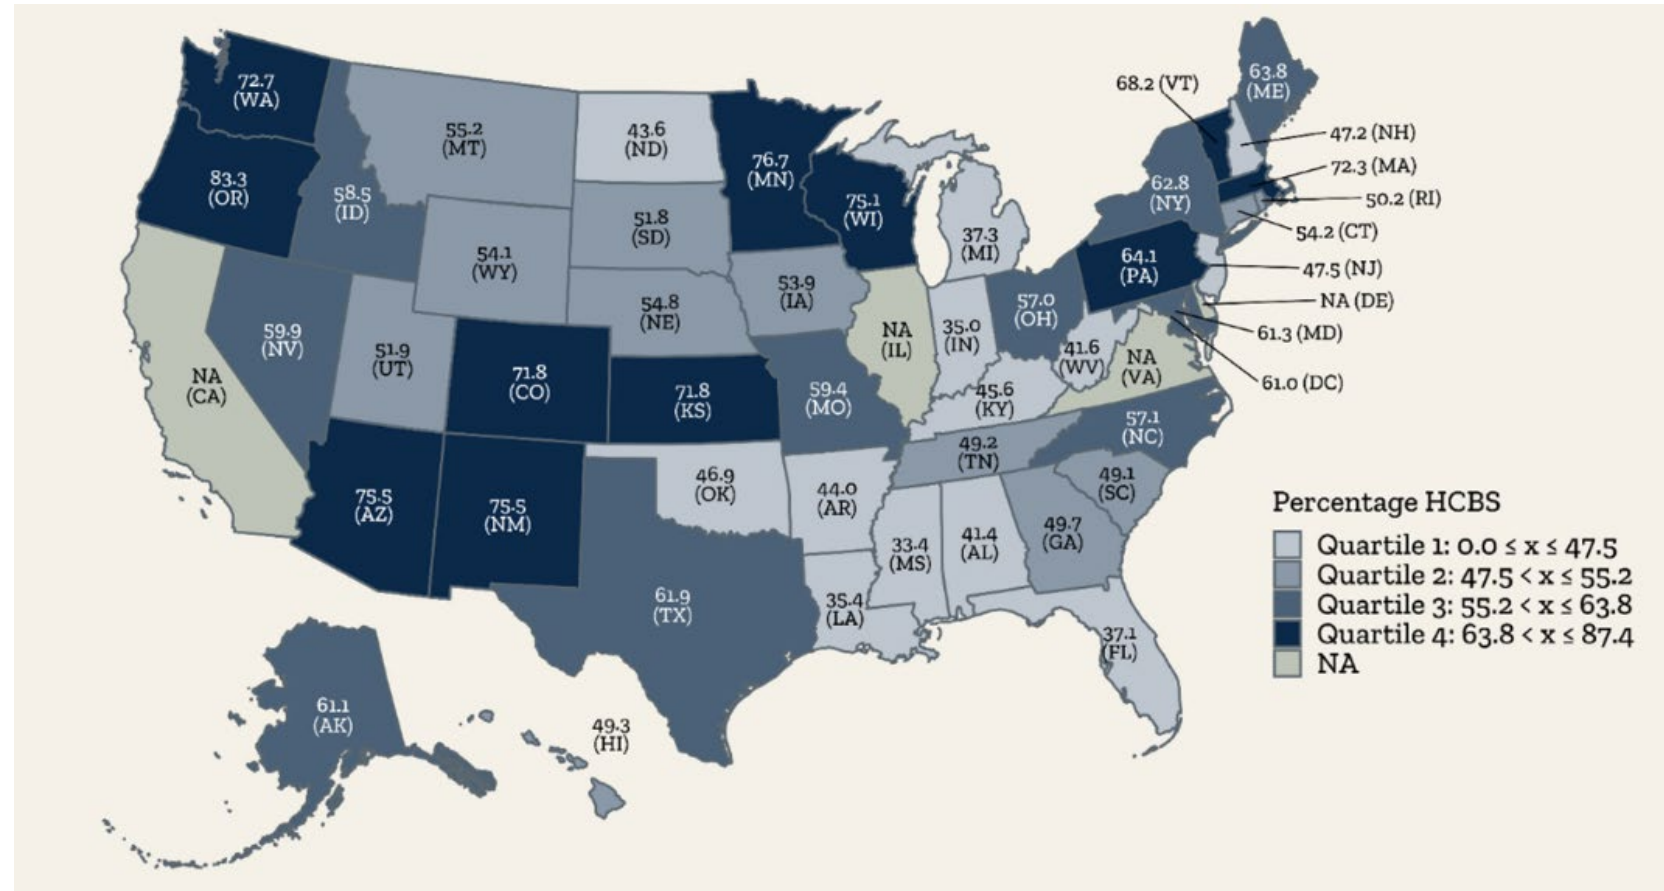 72.7
(WA)
83.3
(OR)
58.5
(ID)
55.2
(MT)
43.6
(ND)
76.7
(MN)
75.1
(WI)
51.8
(SD)
54.1
(WY)
54.8
(NE)
53.9
(IA)
37.3
(MI)
68.2 (VT)
63.8
(ME)
47.2 (NH)
72.3 (MA)
50.2 (RI)
54.2 (CT)
62.8
(NY)
64.1
(PA)
47.5 (NJ)
NA (DE)
61.3 (MD)
61.0 (DC)
NA
(CA)
59.9
(NV)
51.9
(UT)
71.8
(CO)
71.8
(KS)
59.4
(MO)
NA
(IL)
35.0
(IN)
57.0
(OH)
41.6
(WV)
NA
(VA)
45.6
(KY)
57.1
(NC)
49.2
(TN)
49.1
(SC)
75.5
(AZ)
75.5
(NM)
46.9
(OK)
44.0
(AR)
33.4
(MS)
41.4
(AL)
49.7
(GA)
61.9
(TX)
35.4
(LA)
37.1
(FL)
61.1
(AK)
49.3
(HI)
Percentage HCBS
Quartile 1: 0.0 ≤ x ≤ 47.5
Quartile 2: 47.5 < x ≤ 55.2
Quartile 3: 55.2 < x ≤ 63.8
Quartile 4: 63.8 < x ≤ 87.4
NA